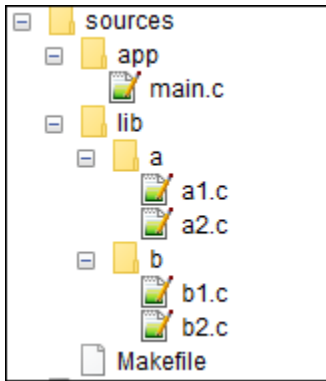 sources
app
main.c
lib
a
a1.c
a2.c
b
b1.c
b2.c
Makefile